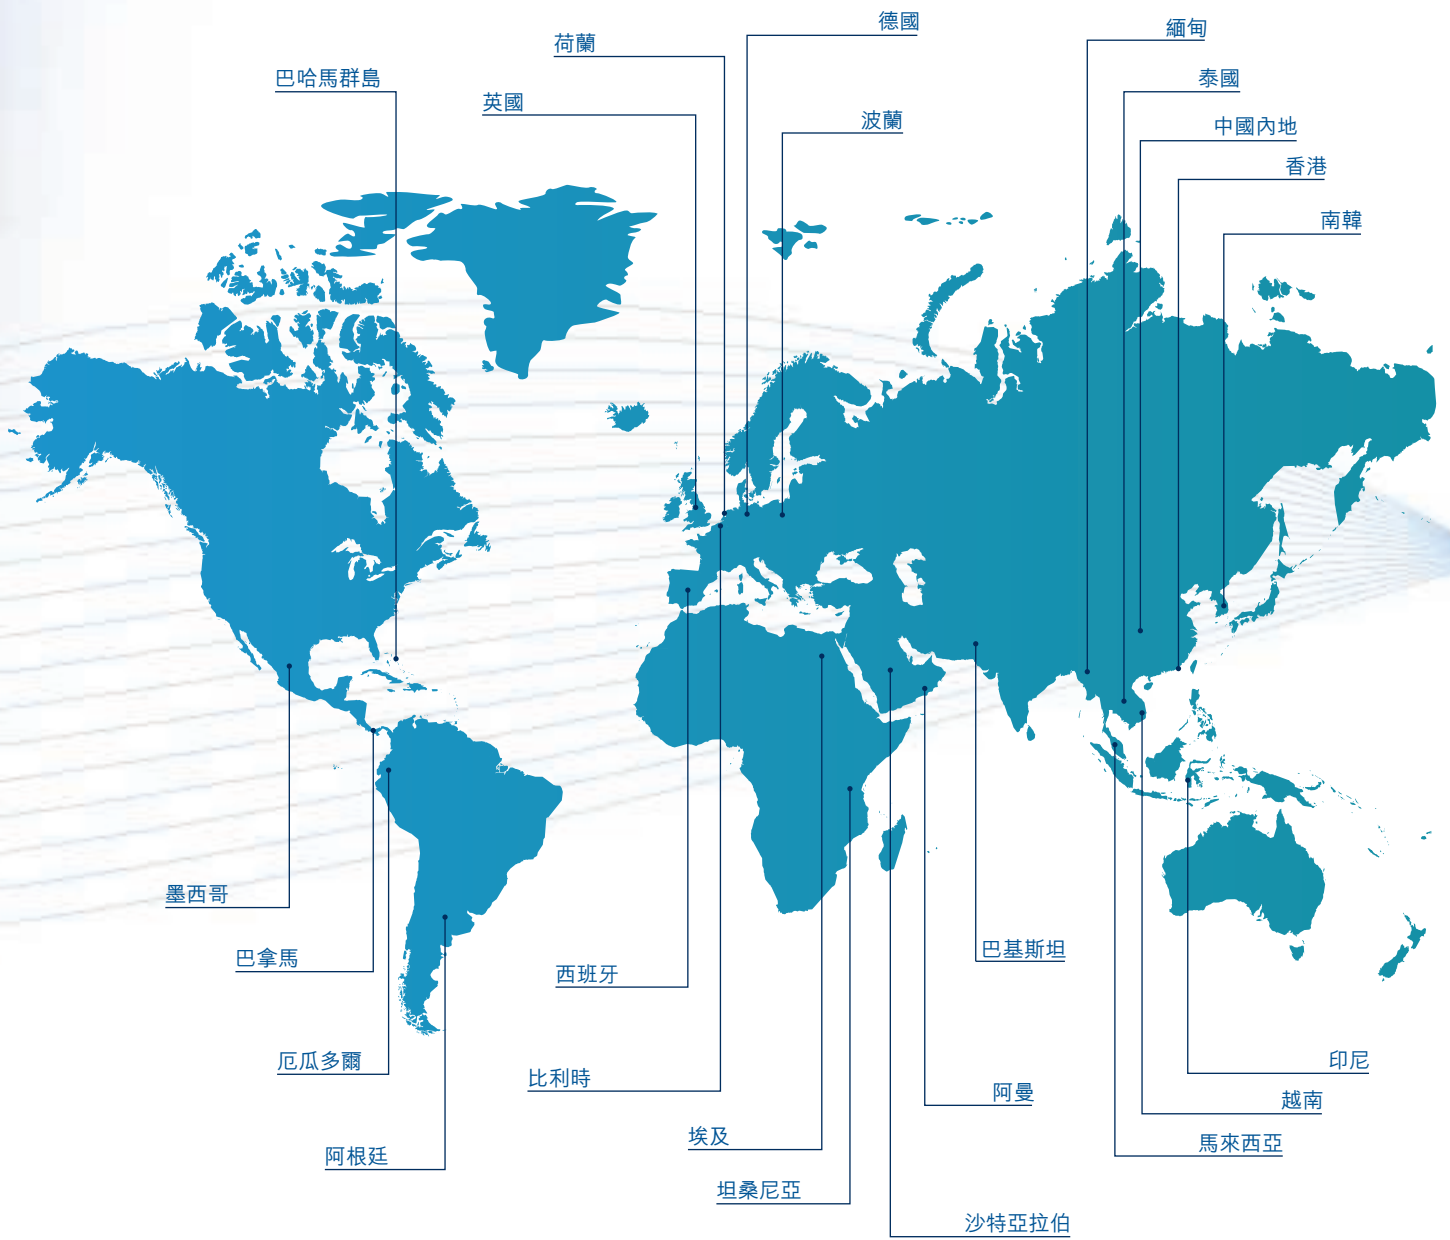 德國
緬甸
荷蘭
巴哈馬群島
泰國
英國
波蘭
中國內地
香港
南韓
墨西哥
巴拿馬
西班牙
巴基斯坦
厄瓜多爾
比利時
印尼
阿曼
越南
阿根廷
埃及
馬來西亞
坦桑尼亞
沙特亞拉伯